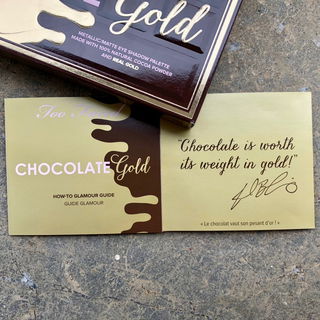 Gold
METALLIC/MATTE EYE SHADOW PALETTE
MADE WITH 100% NATURAL COCOA POWDER
AND REAL GOLD
Too Faced
CHOCOLATE Gold
HOW-TO GLAMOUR GUIDE
GUIDE GLAMOUR
"Chocolate is worth
its weight in gold!"
« Le chocolat vaut son pesant d'or ! »